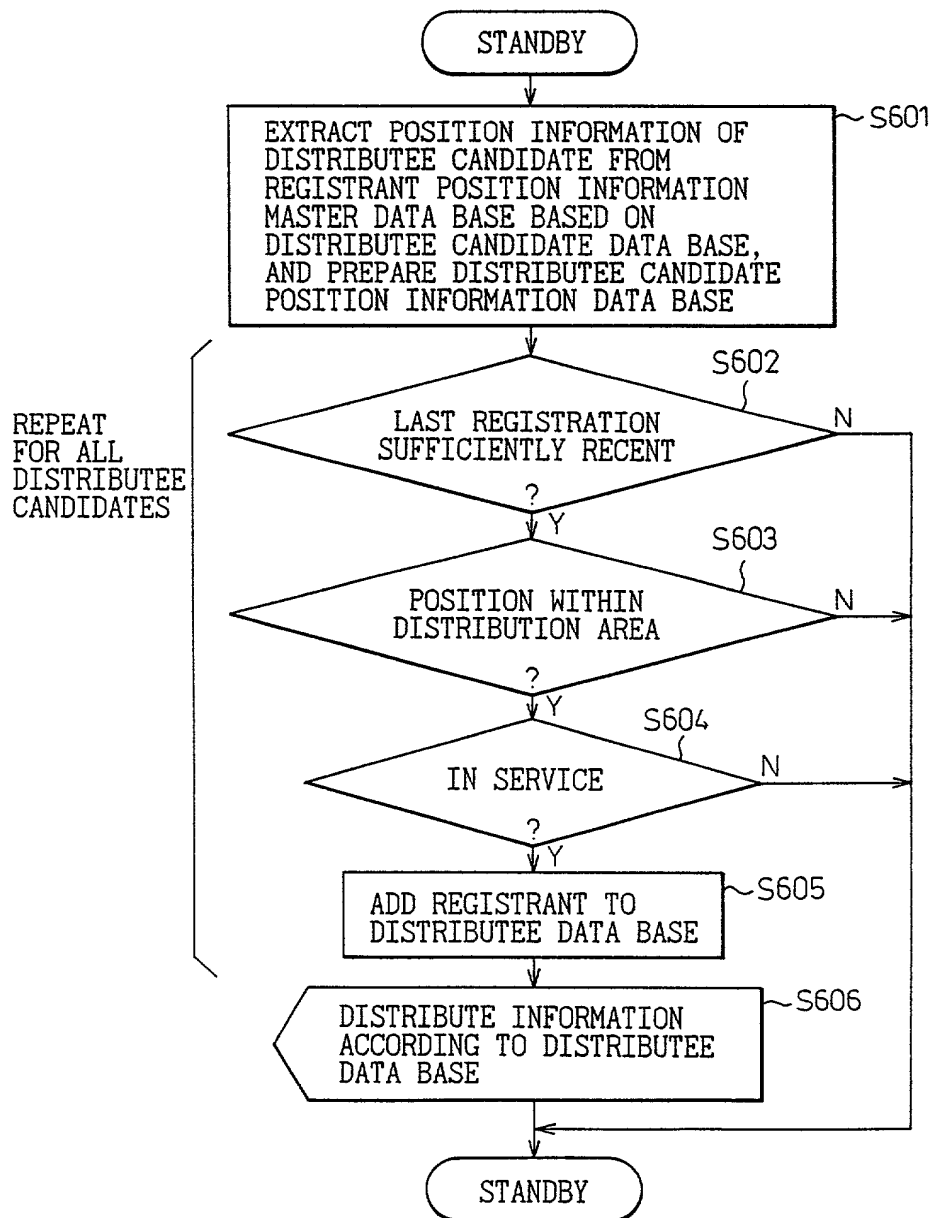 STANDBY
S601
EXTRACT POSITION INFORMATION OF
DISTRIBUTEE CANDIDATE FROM
REGISTRANT POSITION INFORMATION
MASTER DATA BASE BASED ON
DISTRIBUTEE CANDIDATE DATA BASE,
AND PREPARE DISTRIBUTEE CANDIDATE
POSITION INFORMATION DATA BASE
REPEAT
FOR ALL
DISTRIBUTEE
CANDIDATES
S602
LAST REGISTRATION
SUFFICIENTLY RECENT
?
N
Y
S603
POSITION WITHIN
DISTRIBUTION AREA
?
N
Y
S604
IN SERVICE
?
N
Y
S605
ADD REGISTRANT TO
DISTRIBUTEE DATA BASE
S606
DISTRIBUTE INFORMATION
ACCORDING TO DISTRIBUTEE
DATA BASE
STANDBY